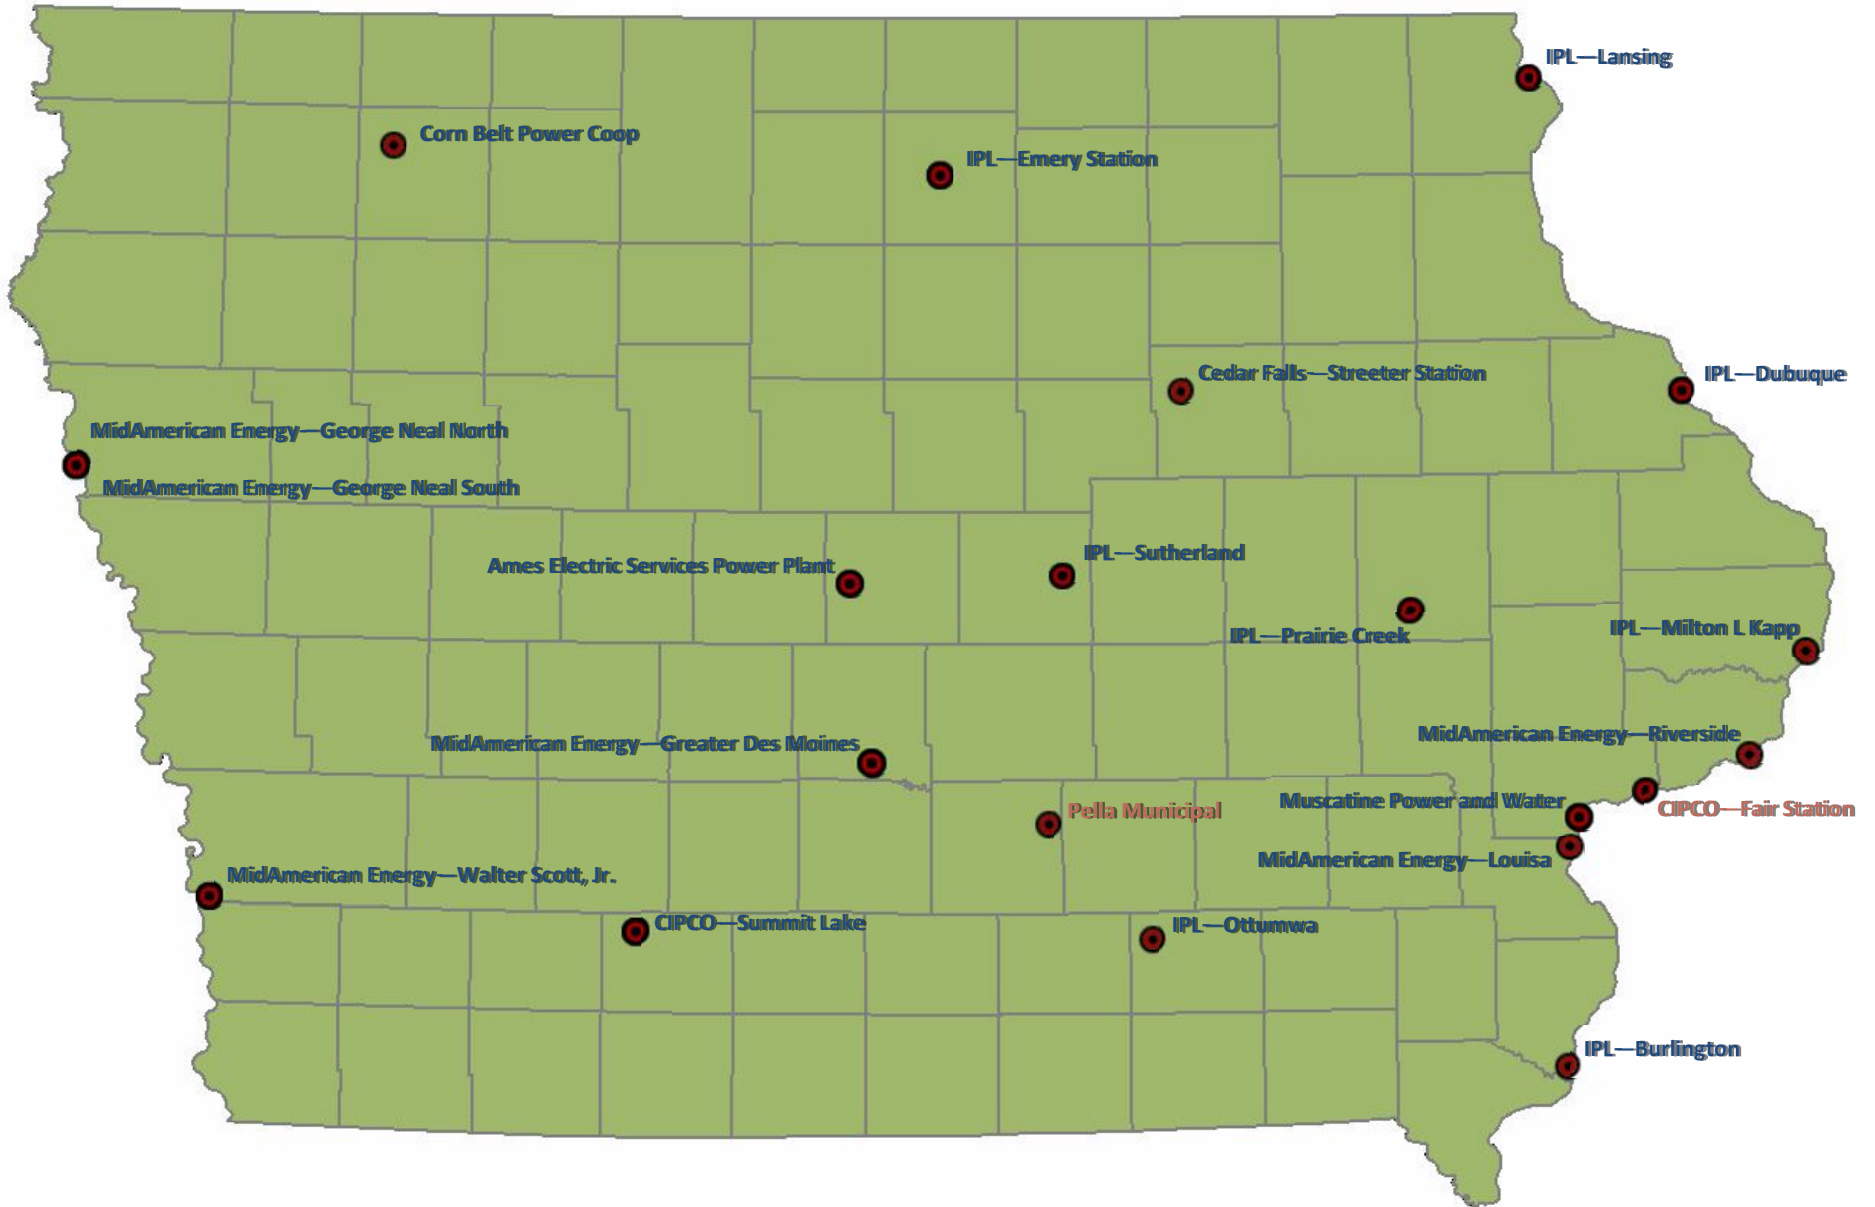 IPL—Lansing
Corn Belt Power Coop
IPL—Emery Station
Cedar Falls—Streeter Station
IPL—Dubuque
MidAmerican Energy—George Neal North
MidAmerican Energy—George Neal South
IPL—Sutherland
Ames Electric Services Power Plant
IPL—Prairie Creek
IPL—Milton L Kapp
MidAmerican Energy—Riverside
MidAmerican Energy—Greater Des Moines
Muscatine Power and Water
CIPCO—Fair Station
Pella Municipal
MidAmerican Energy—Louisa
MidAmerican Energy—Walter Scott, Jr.
CIPCO—Summit Lake
IPL—Ottumwa
IPL—Burlington